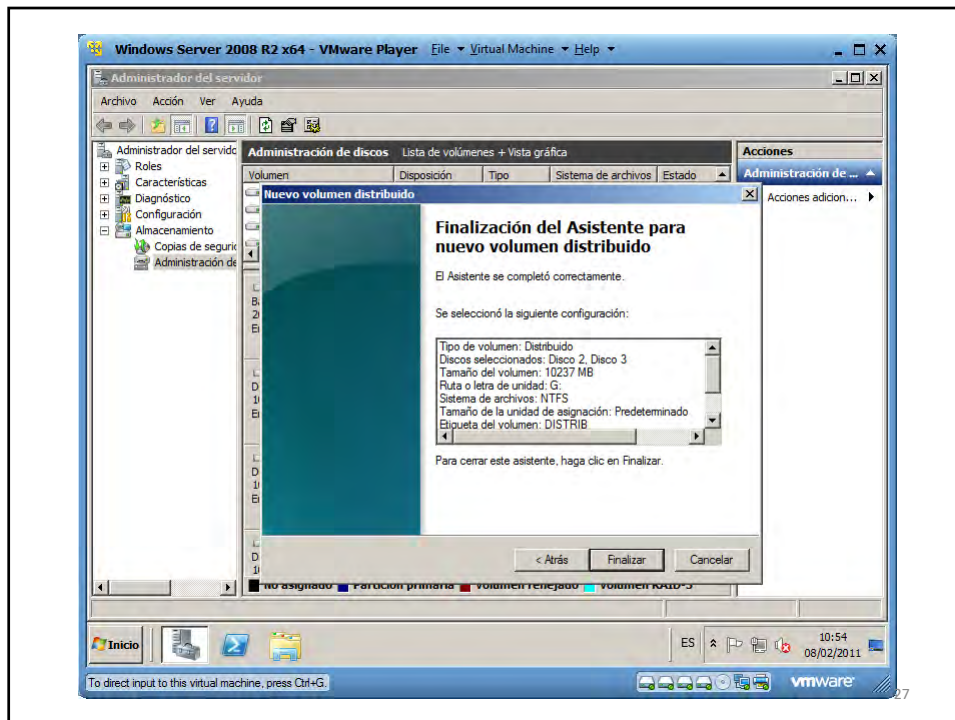 Windows Server 2008 R2 x64 - VMware Player File Virtual Machine Help
Administrador del servidor
Archivo Acción Ver Ayuda
Administrador del servidc
Roles
Características
Diagnóstico
Configuración
Almacenamiento
Copias de seguric
Administración de
Administración de discos Lista de volúmenes + Vista gráfica
Volumen Disposición Tipo Sistema de archivos Estado
Acciones
Administración de ...
Acciones adicion...
Nuevo volumen distribuido
Finalización del Asistente para
nuevo volumen distribuido
El Asistente se completó correctamente.
Se seleccionó la siguiente configuración:
Tipo de volumen: Distribuido
Discos seleccionados: Disco 2, Disco 3
Tamaño del volumen: 10237 MB
Ruta o letra de unidad: G:
Sistema de archivos: NTFS
Tamaño de la unidad de asignación: Predeterminado
Etiqueta del volumen: DISTRIB
Para cerrar este asistente, haga clic en Finalizar.
< Atrás Finalizar Cancelar
No asignado Partición primaria Volumen reflejado Volumen RAID-5
Inicio
ES
10:54
08/02/2011
To direct input to this virtual machine, press Ctrl+G.
vmware
27